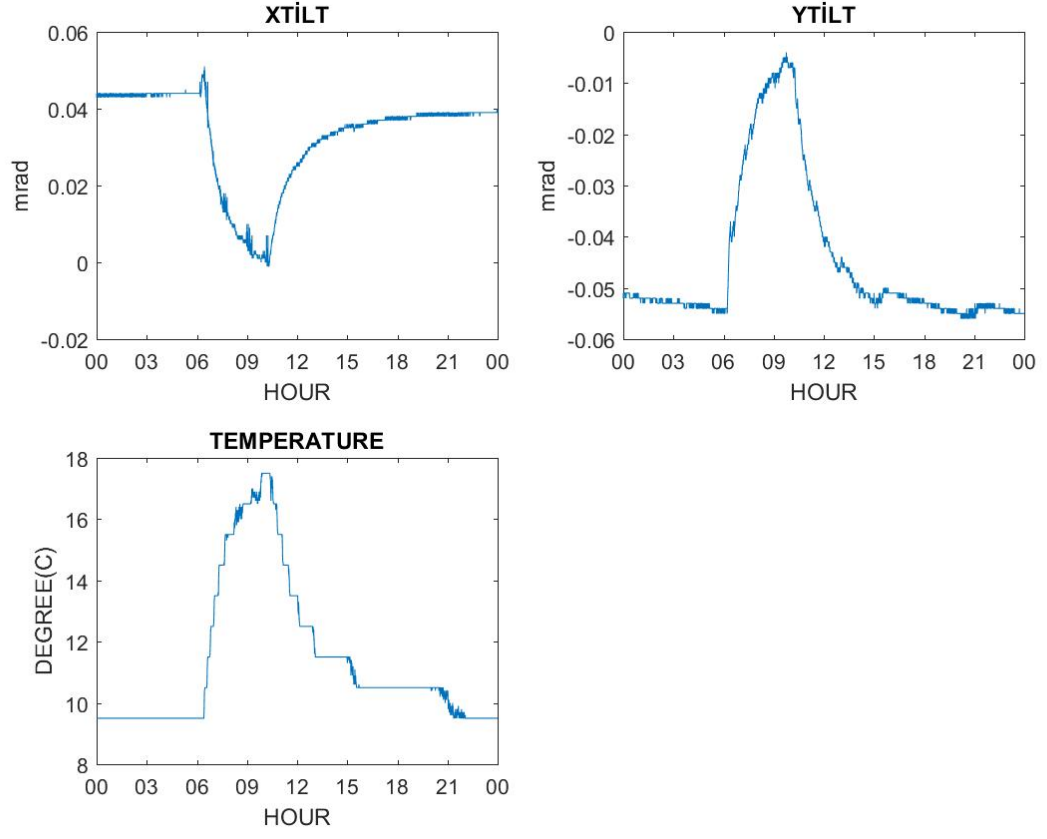 XTİLT
0.06
0.04
0.02
0
-0.02
mrad
00 03 06 09 12 15 18 21 00
HOUR
YTİLT
0
-0.01
-0.02
-0.03
-0.04
-0.05
-0.06
mrad
00 03 06 09 12 15 18 21 00
HOUR
TEMPERATURE
18
16
14
12
10
8
DEGREE(C)
00 03 06 09 12 15 18 21 00
HOUR